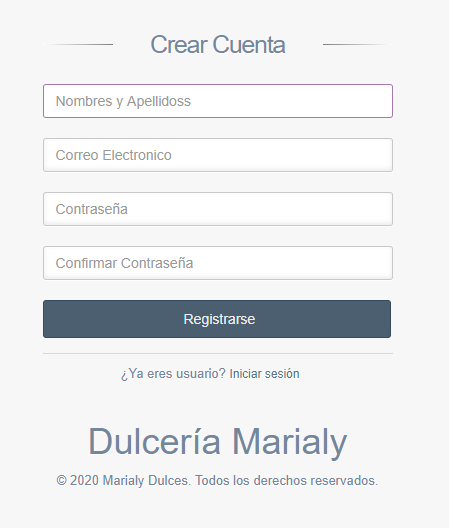 Crear Cuenta
Nombres y Apellidoss
Correo Electronico
Contraseña
Confirmar Contraseña
Registrarse
¿Ya eres usuario? Iniciar sesión
Dulcería Marialy
© 2020 Marialy Dulces. Todos los derechos reservados.